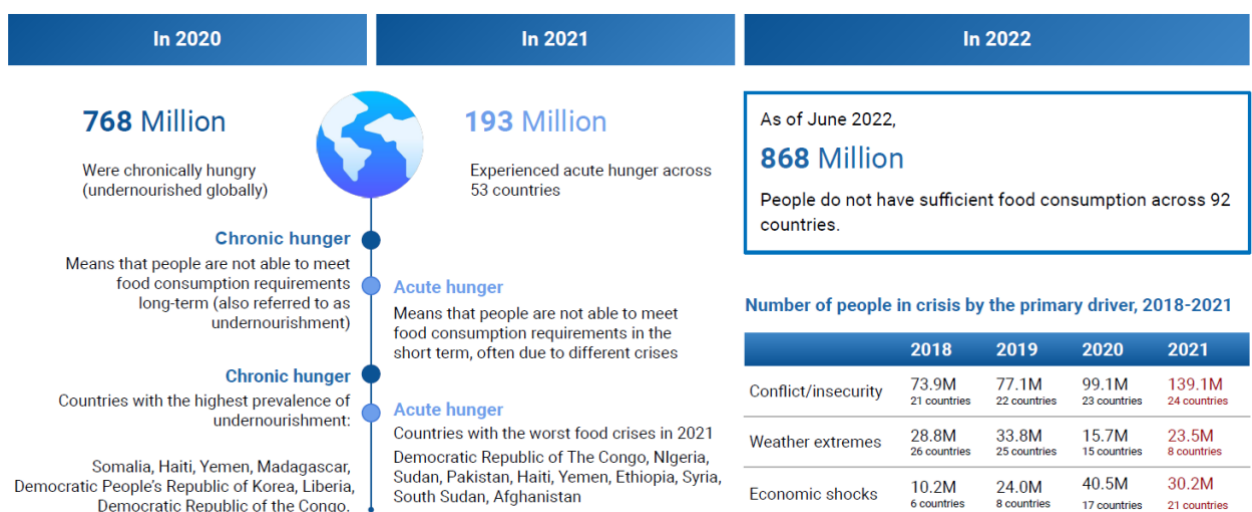 In 2020
768 Million
Were chronically hungry
(undernourished globally)
Chronic hunger
Means that people are not able to meet
food consumption requirements
long-term (also referred to as
undernourishment)
Chronic hunger
Countries with the highest prevalence of
undernourishment:
Somalia, Haiti, Yemen, Madagascar,
Democratic People's Republic of Korea, Liberia,
Democratic Republic of the Congo,
In 2021
193 Million
Experienced acute hunger across
53 countries
Acute hunger
Means that people are not able to meet
food consumption requirements in the
short term, often due to different crises
Acute hunger
Countries with the worst food crises in 2021
Democratic Republic of The Congo, NIgeria,
Sudan, Pakistan, Haiti, Yemen, Ethiopia, Syria,
South Sudan, Afghanistan
In 2022
As of June 2022,
868 Million
People do not have sufficient food consumption across 92
countries.
Number of people in crisis by the primary driver, 2018-2021
2018 2019 2020 2021
Conflict/insecurity 73.9M 77.1M 99.1M 139.1M
21 countries 22 countries 23 countries 24 countries
Weather extremes 28.8M 33.8M 15.7M 23.5M
26 countries 25 countries 15 countries 8 countries
Economic shocks 10.2M 24.0M 40.5M 30.2M
6 countries 8 countries 17 countries 21 countries